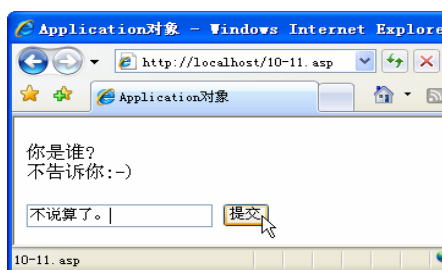 Application对象 - Windows Internet Explore
http://localhost/10-11.asp
Application对象
你是谁?
不告诉你:-)
不说算了。
提交
10-11.asp